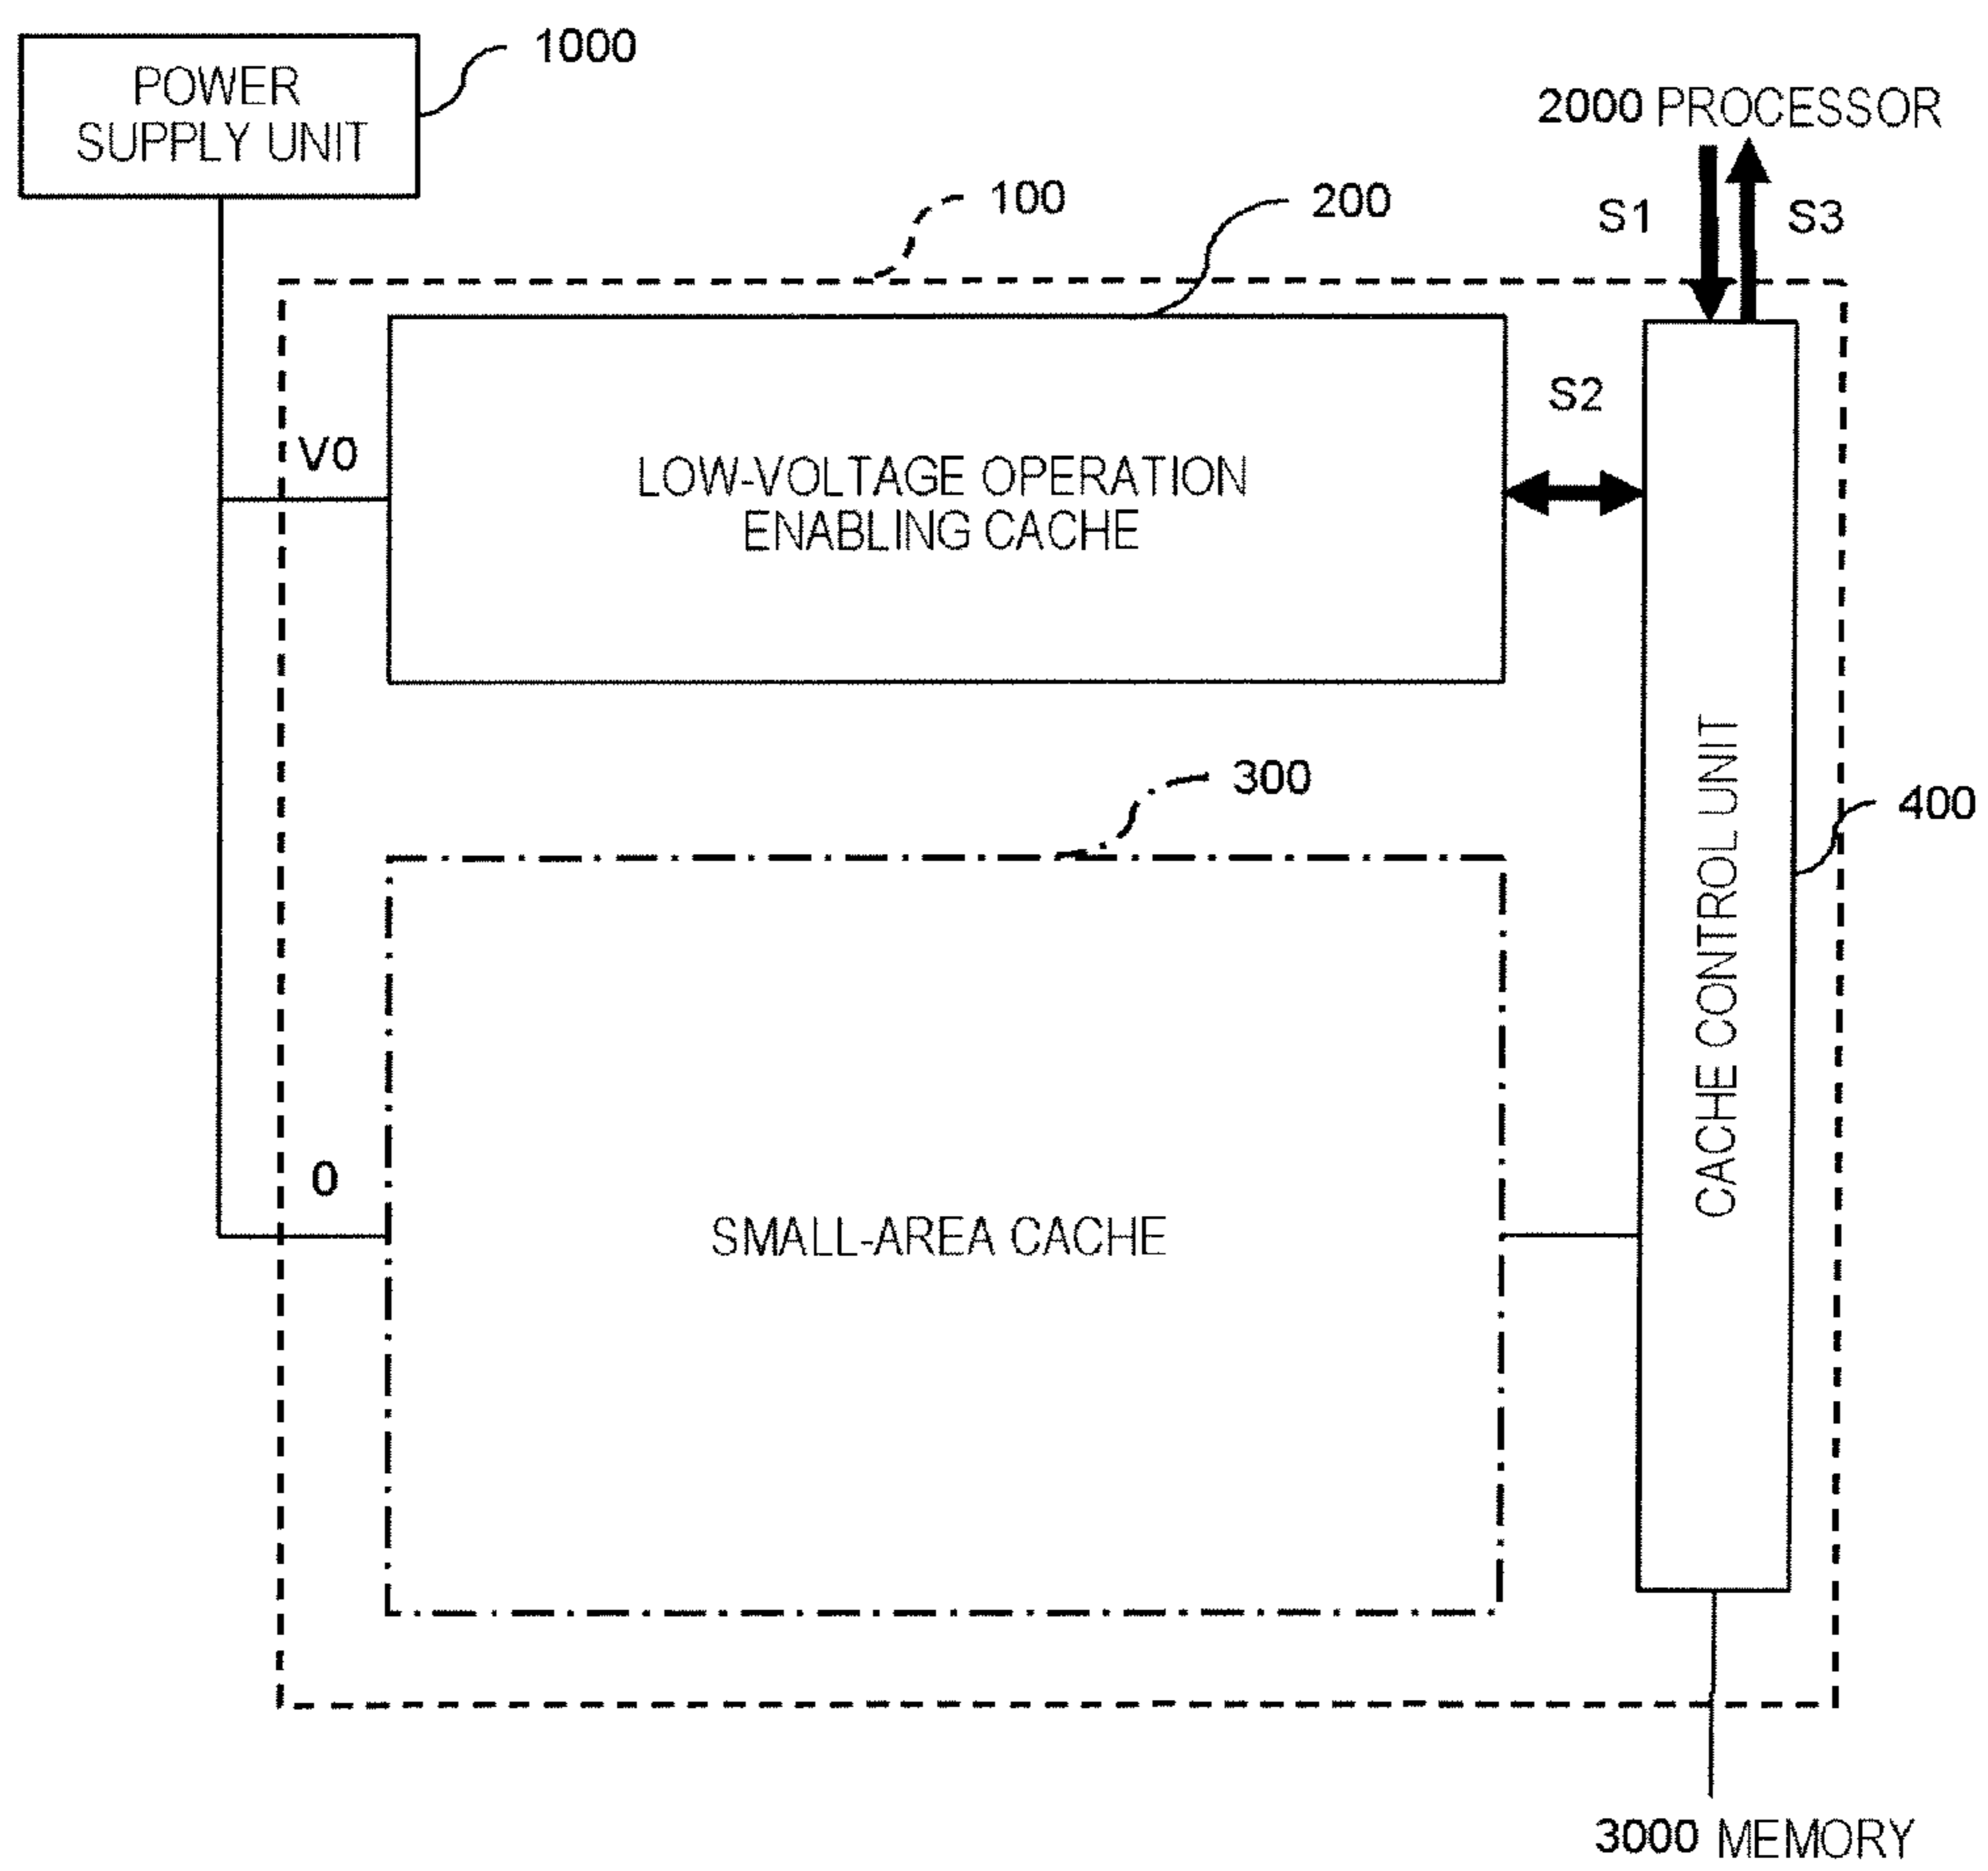 POWER
SUPPLY UNIT
1000
2000 PROCESSOR
100
200
S1
S3
V0
LOW-VOLTAGE OPERATION
ENABLING CACHE
S2
300
400
CACHE CONTROL UNIT
0
SMALL-AREA CACHE
3000 MEMORY